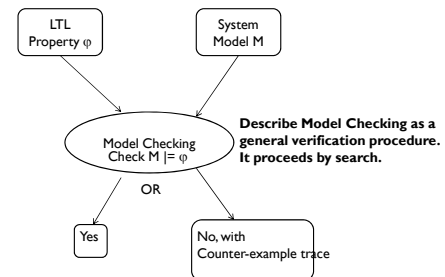 LTL
Property φ
System
Model M
Model Checking
Check M |= φ
Describe Model Checking as a
general verification procedure.
It proceeds by search.
OR
Yes
No, with
Counter-example trace